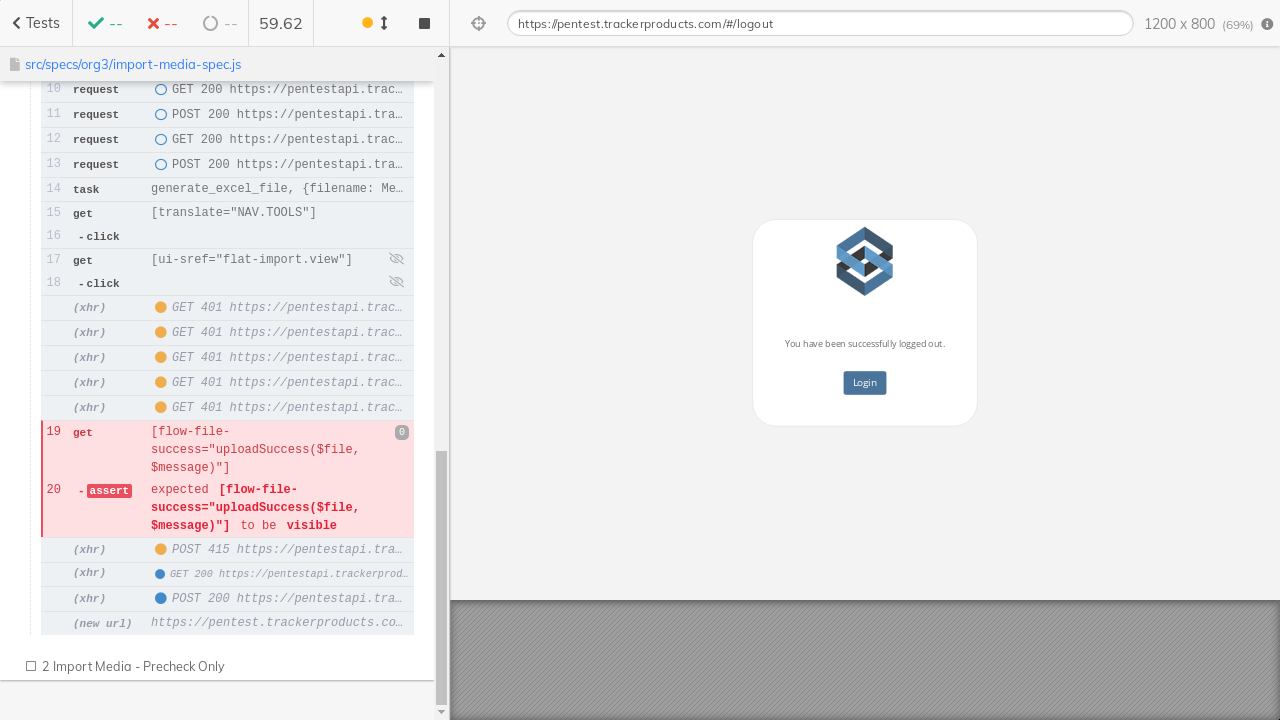 Tests
--
--
--
59.62
https://pentest.trackerproducts.com/#/logout
1200 x 800 (69%)
src/specs/org3/import-media-spec.js
10 request GET 200 https://pentestapi.trac…
11 request POST 200 https://pentestapi.tra…
12 request GET 200 https://pentestapi.trac…
13 request POST 200 https://pentestapi.tra…
14 task generate_excel_file, {filename: Me…
15 get [translate="NAV.TOOLS"]
16 -click
17 get [ui-sref="flat-import.view"]
18 -click
(xhr) GET 401 https://pentestapi.trac…
(xhr) GET 401 https://pentestapi.trac…
(xhr) GET 401 https://pentestapi.trac…
(xhr) GET 401 https://pentestapi.trac…
(xhr) GET 401 https://pentestapi.trac…
19 get [flow-file- 0
success="uploadSuccess($file,
$message)"]
20 -assert expected [flow-file-
success="uploadSuccess($file,
$message)"] to be visible
(xhr) POST 415 https://pentestapi.tra…
(xhr) GET 200 https://pentestapi.trackerprod…
(xhr) POST 200 https://pentestapi.tra…
(new url) https://pentest.trackerproducts.co…
2 Import Media - Precheck Only
You have been successfully logged out.
Login